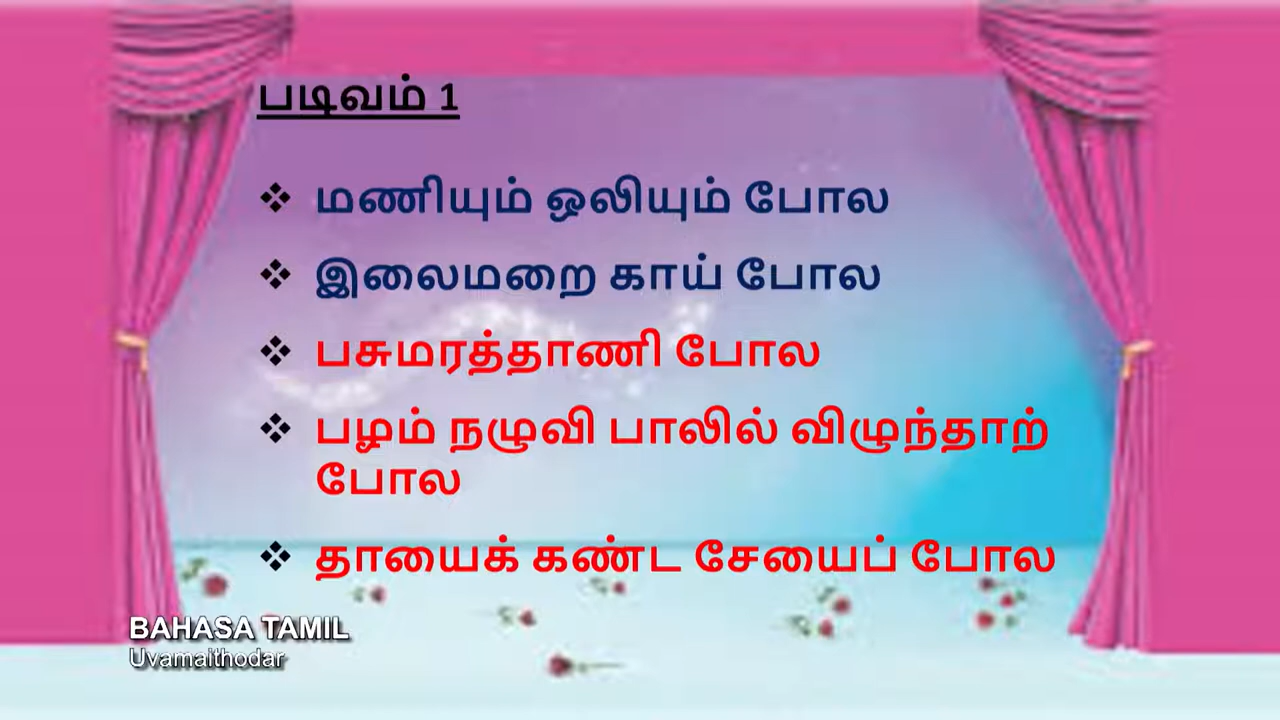 படிவம் 1
❖ மணியும் ஒலியும் போல
❖ இலைமறை காய் போல
❖ பசுமரத்தாணி போல
❖ பழம் நழுவி பாலில் விழுந்தாற்
போல
❖ தாயைக் கண்ட சேயைப் போல
BAHASA TAMIL
Uvamaithodar